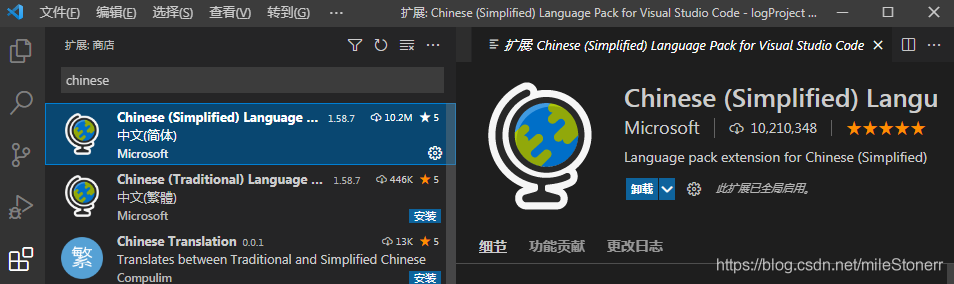 文件(F) 编辑(E) 选择(S) 查看(V) 转到(G) ··· 扩展: Chinese (Simplified) Language Pack for Visual Studio Code - logProject ...
扩展: 商店
扩展: Chinese (Simplified) Language Pack for Visual Studio Code
chinese
Chinese (Simplified) Language ... 1.58.7 10.2M 5
中文(简体)
Microsoft
Chinese (Traditional) Language ... 1.58.7 446K 5
中文(繁體)
Microsoft 安装
繁
Chinese Translation 0.0.1 13K 5
Translates between Traditional and Simplified Chinese
Compulim 安装
Chinese (Simplified) Langu
Microsoft 10,210,348
Language pack extension for Chinese (Simplified)
卸载 此扩展已全局启用。
细节 功能贡献 更改日志
https://blog.csdn.net/mileStonerr